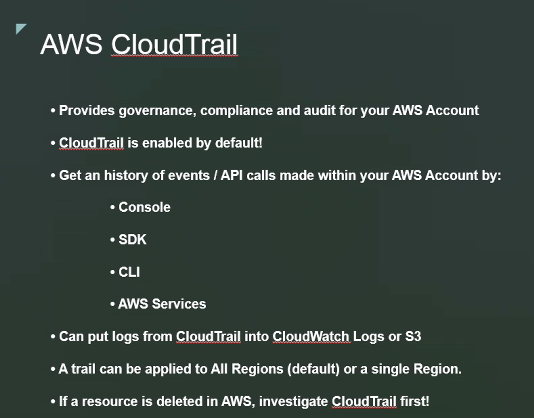 AWS CloudTrail
• Provides governance, compliance and audit for your AWS Account
• CloudTrail is enabled by default!
• Get an history of events / API calls made within your AWS Account by:
• Console
• SDK
• CLI
• AWS Services
• Can put logs from CloudTrail into CloudWatch Logs or S3
• A trail can be applied to All Regions (default) or a single Region.
• If a resource is deleted in AWS, investigate CloudTrail first!